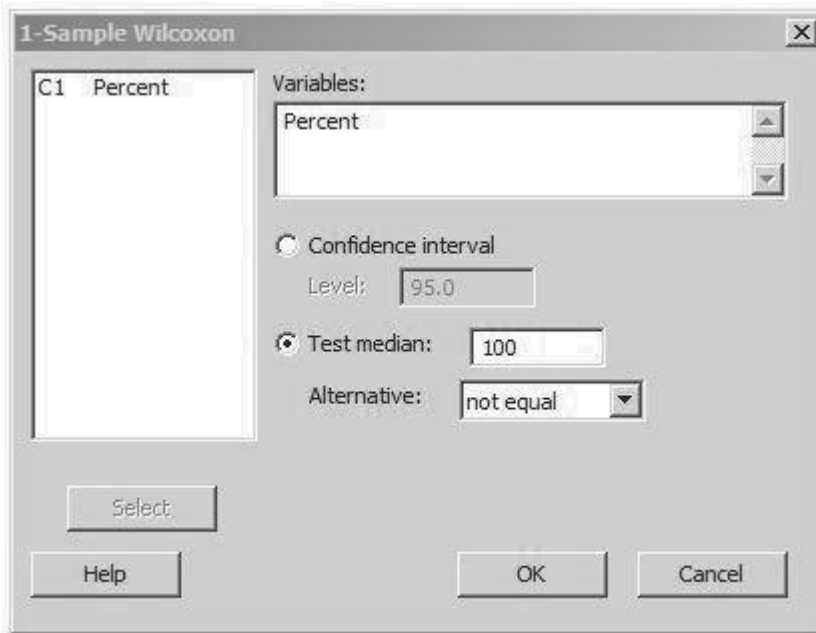 1-Sample Wilcoxon
C1 Percent
Variables:
Percent
Confidence interval
Level: 95.0
Test median: 100
Alternative: not equal
Select
Help OK Cancel